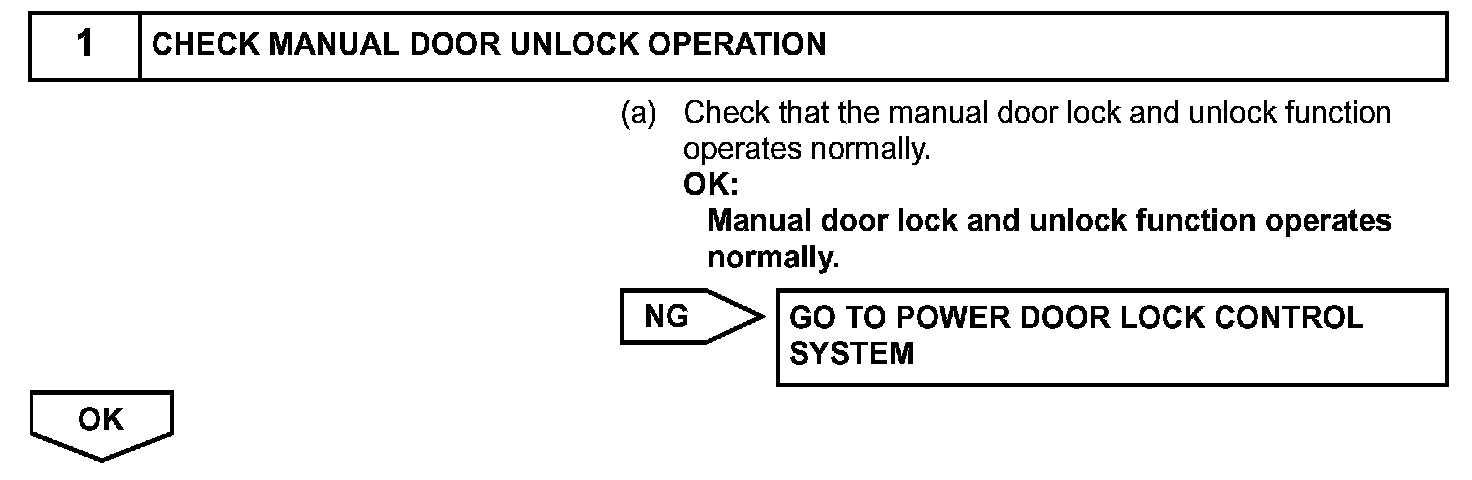 1 CHECK MANUAL DOOR UNLOCK OPERATION
(a) Check that the manual door lock and unlock function
operates normally.
OK:
Manual door lock and unlock function operates
normally.
NG GO TO POWER DOOR LOCK CONTROL
SYSTEM
OK